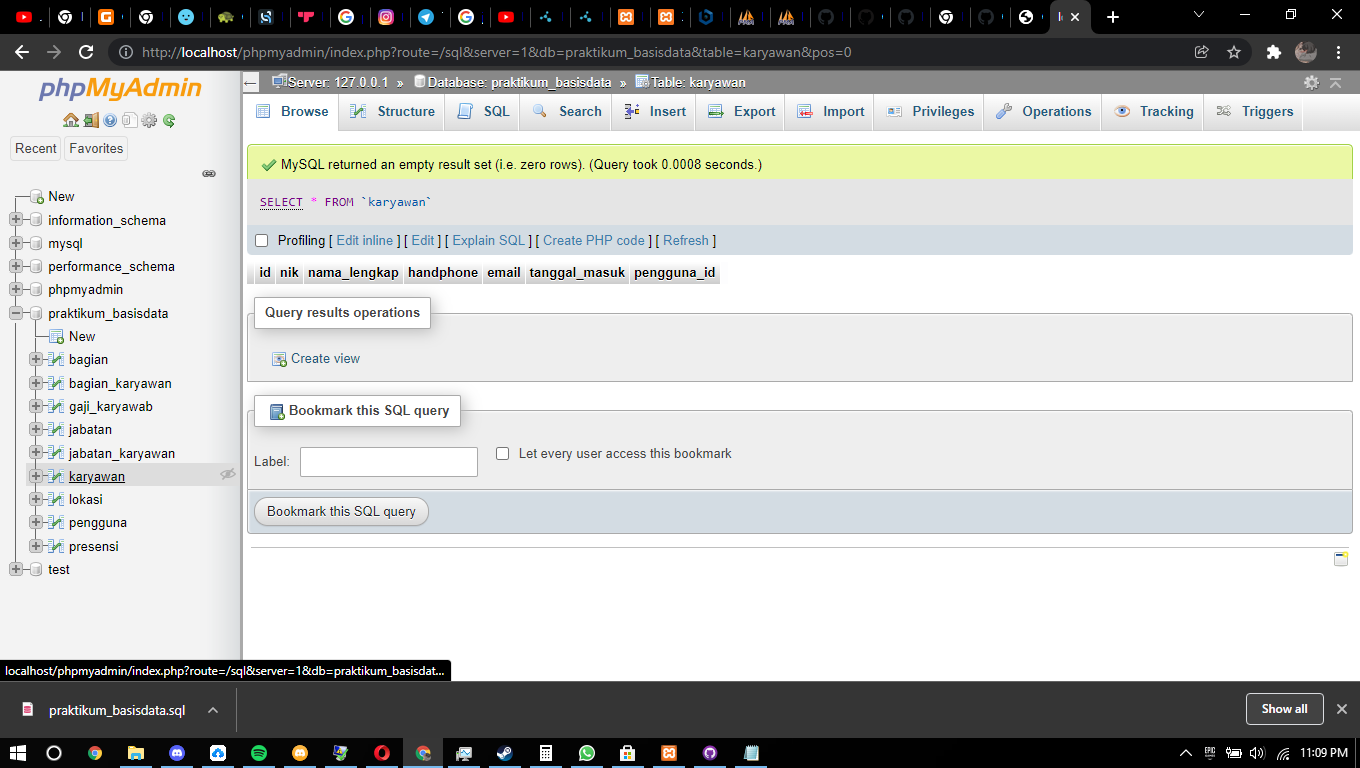 http://localhost/phpmyadmin/index.php?route=/sql&server=1&db=praktikum_basisdata&table=karyawan&pos=0
phpMyAdmin
Recent
Favorites
New
information_schema
mysql
performance_schema
phpmyadmin
praktikum_basisdata
New
bagian
bagian_karyawan
gaji_karyawab
jabatan
jabatan_karyawan
karyawan
lokasi
pengguna
presensi
test
Server: 127.0.0.1 » Database: praktikum_basisdata » Table: karyawan
Browse Structure SQL Search Insert Export Import Privileges Operations Tracking Triggers
MySQL returned an empty result set (i.e. zero rows). (Query took 0.0008 seconds.)
SELECT * FROM `karyawan`
Profiling [ Edit inline ] [ Edit ] [ Explain SQL ] [ Create PHP code ] [ Refresh ]
id nik nama_lengkap handphone email tanggal_masuk pengguna_id
Query results operations
Create view
Bookmark this SQL query
Label:
Let every user access this bookmark
Bookmark this SQL query
localhost/phpmyadmin/index.php?route=/sql&server=1&db=praktikum_basisdat...
praktikum_basisdata.sql
Show all
11:09 PM